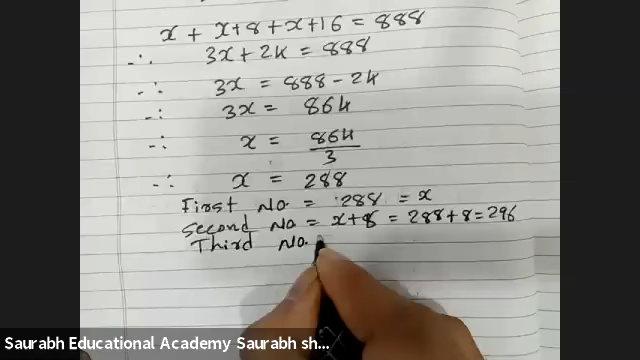 x + x+8+x+16 = 888
∴ 3x+24 = 888
∴ 3x = 888-24
∴ 3x = 864
∴ x = 864/3
∴ x = 288
First No = 288 = x
Second No = x+8 = 288+8=296
Third No.
Saurabh Educational Academy Saurabh sh...